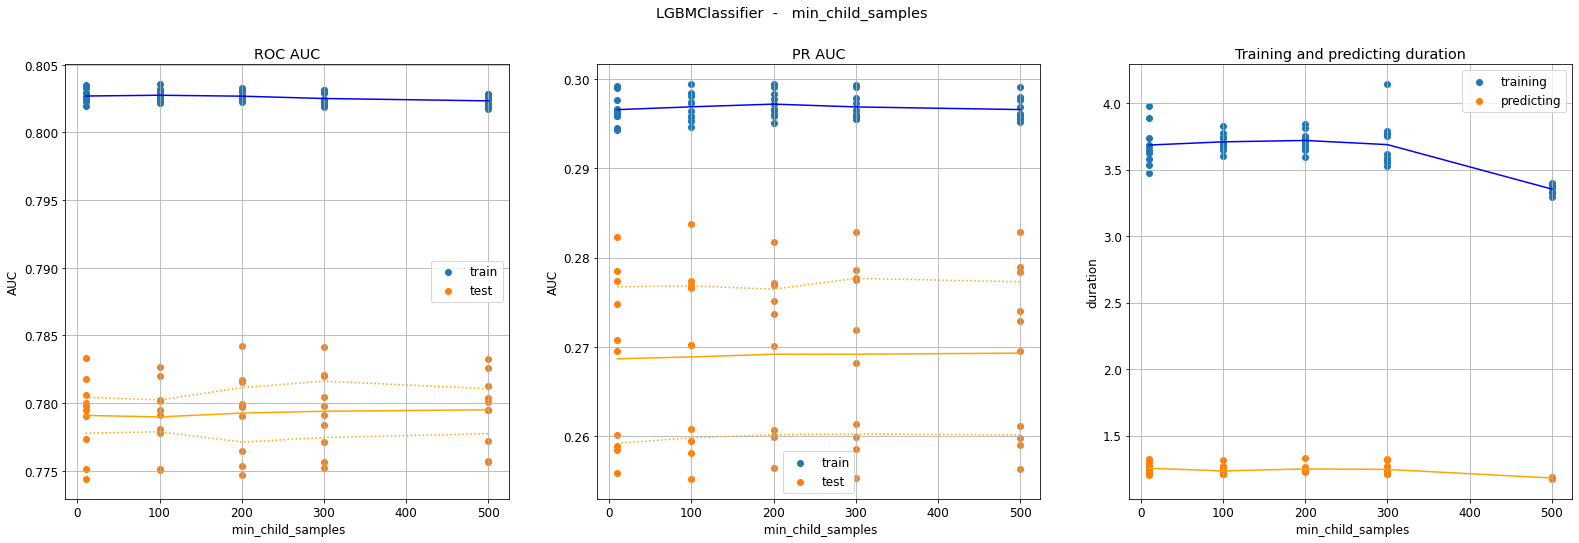 LGBMClassifier - min_child_samples
ROC AUC
AUC
0.805
0.800
0.795
0.790
0.785
0.780
0.775
train
test
0 100 200 300 400 500
min_child_samples
PR AUC
AUC
0.30
0.29
0.28
0.27
0.26
train
test
0 100 200 300 400 500
min_child_samples
Training and predicting duration
duration
4.0
3.5
3.0
2.5
2.0
1.5
training
predicting
0 100 200 300 400 500
min_child_samples